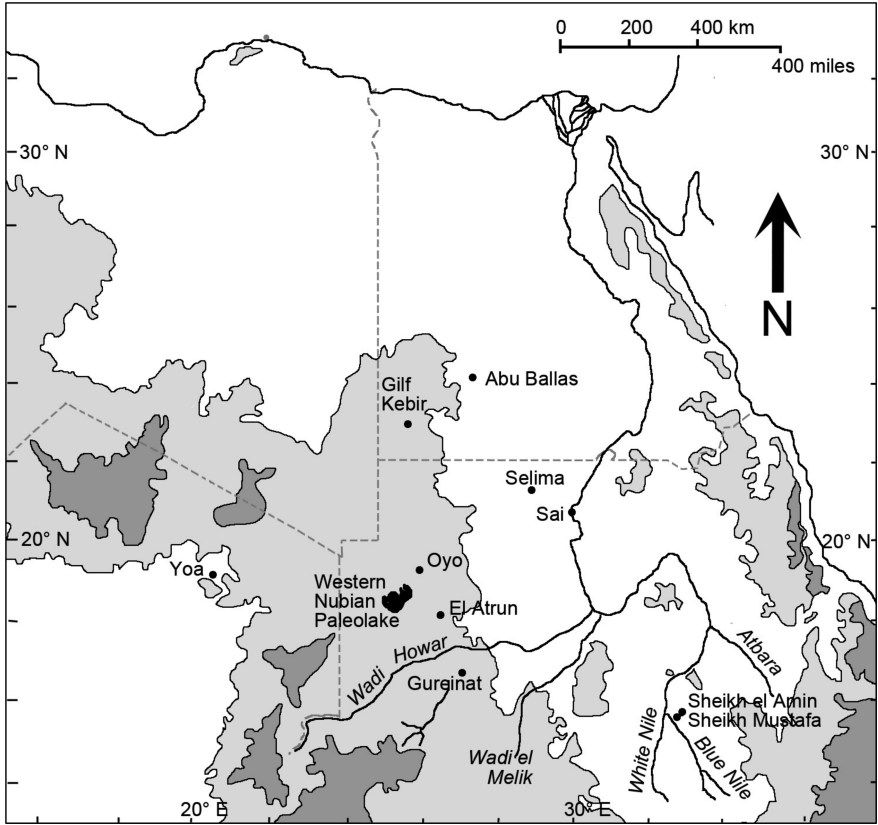 0 200 400 km
400 miles
30° N
30° N
N
Abu Ballas
Gilf
Kebir
Selima
Sai
20° N
20° N
Yoa
Oyo
Western
Nubian
Paleolake
El Atrun
Wadi Howar
Gureinat
Atbara
Sheikh el Amin
Sheikh Mustafa
White Nile
Blue Nile
Wadi el
Melik
20° E
30° E